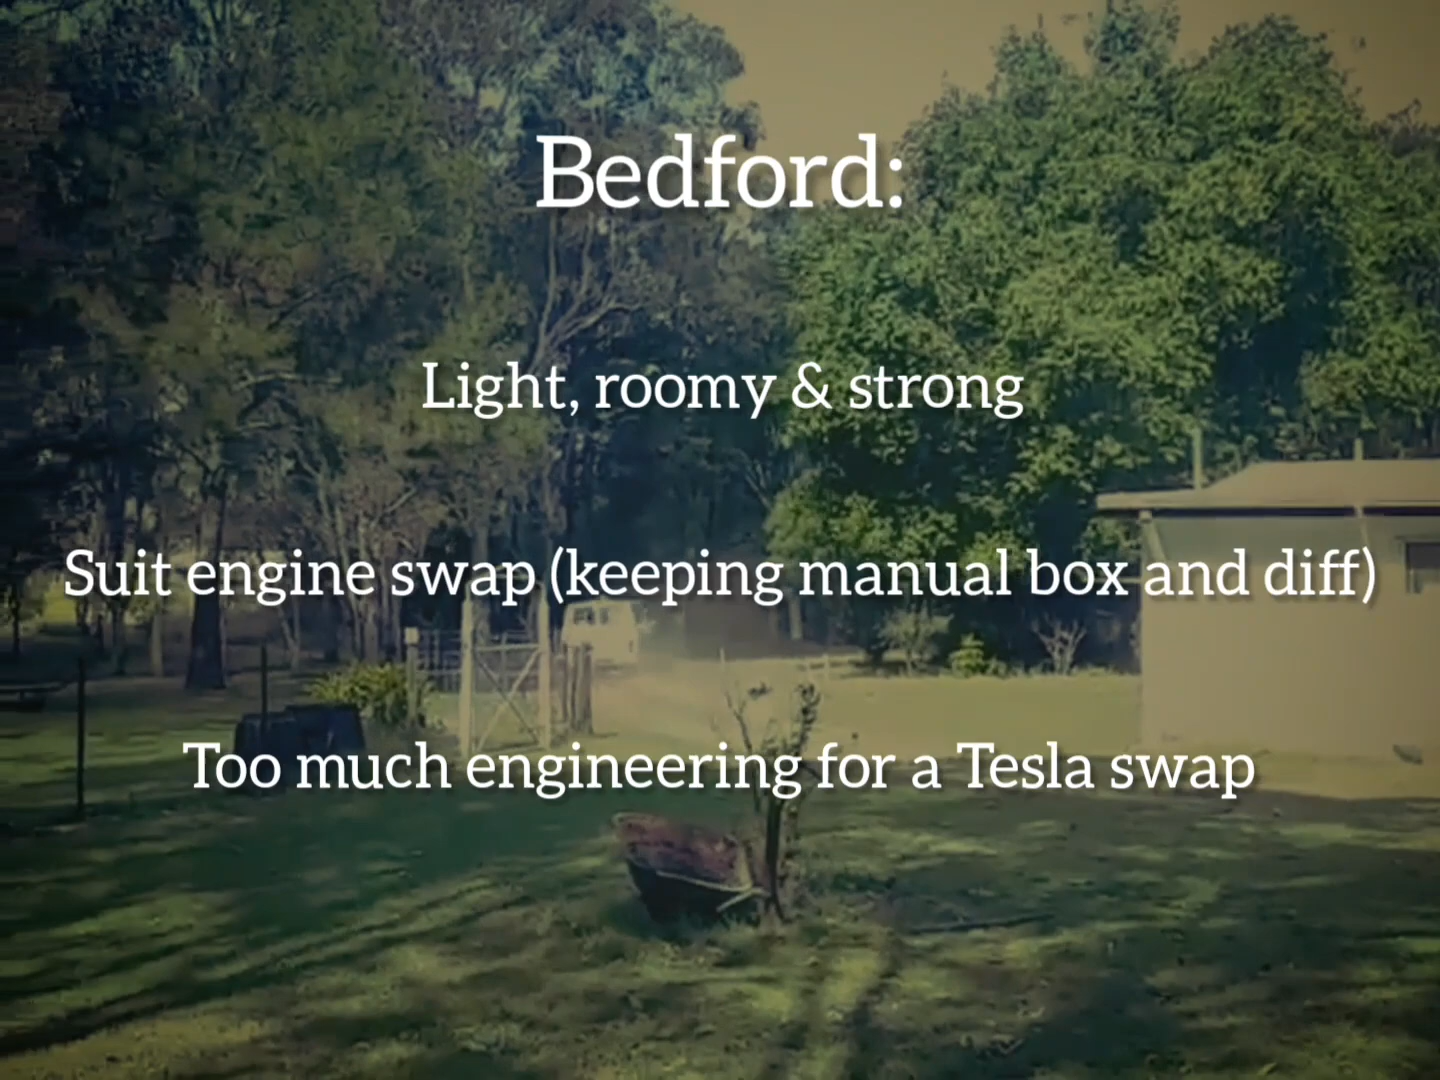 Bedford:
Light, roomy & strong
Suit engine swap (keeping manual box and diff)
Too much engineering for a Tesla swap